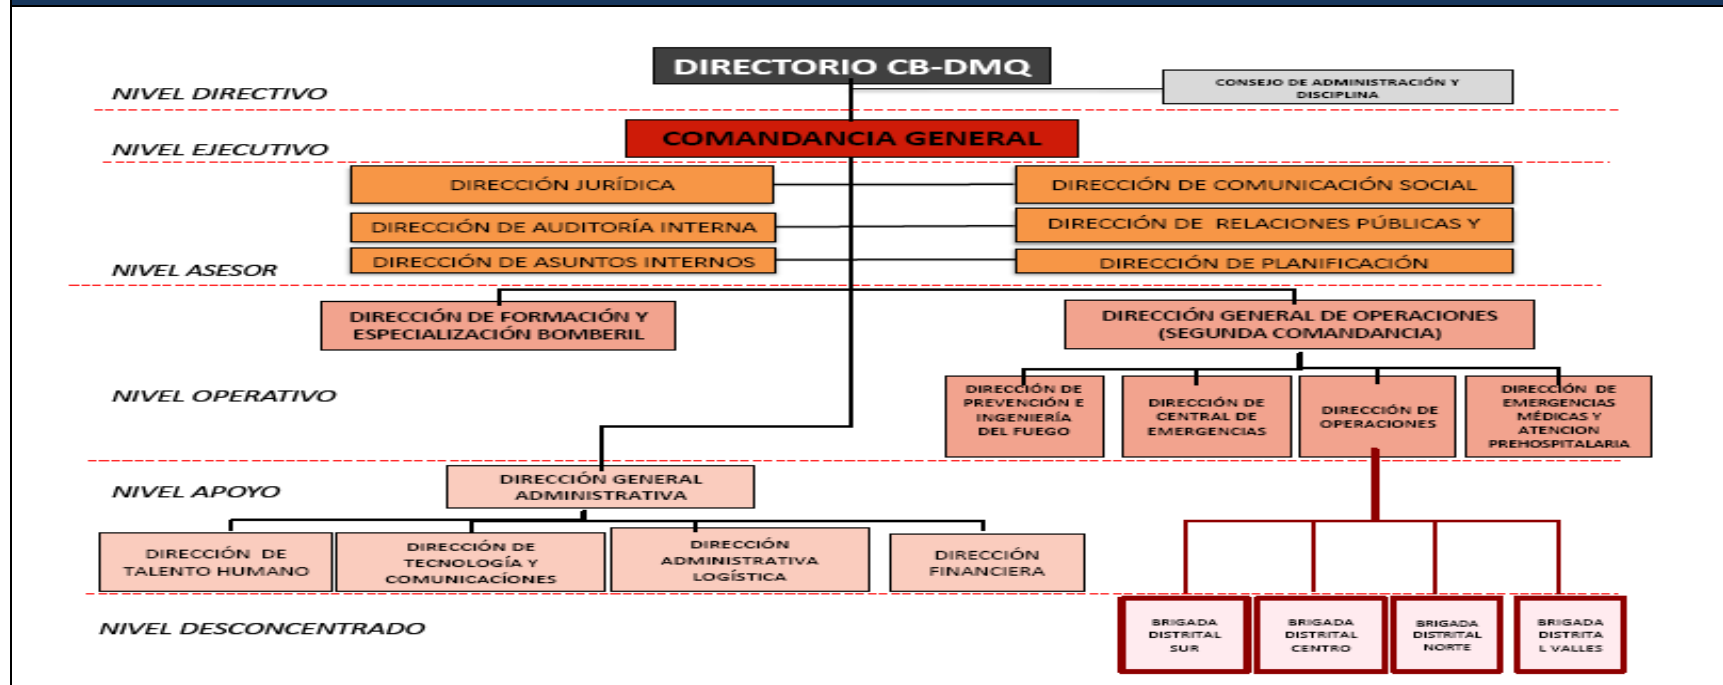 DIRECTORIO CB-DMQ
CONSEJO DE ADMINISTRACIÓN Y
DISCIPLINA
NIVEL DIRECTIVO
COMANDANCIA GENERAL
NIVEL EJECUTIVO
DIRECCIÓN JURÍDICA
DIRECCIÓN DE COMUNICACIÓN SOCIAL
DIRECCIÓN DE AUDITORÍA INTERNA
DIRECCIÓN DE RELACIONES PÚBLICAS Y
DIRECCIÓN DE ASUNTOS INTERNOS
DIRECCIÓN DE PLANIFICACIÓN
NIVEL ASESOR
DIRECCIÓN DE FORMACIÓN Y
ESPECIALIZACIÓN BOMBERIL
DIRECCIÓN GENERAL DE OPERACIONES
(SEGUNDA COMANDANCIA)
NIVEL OPERATIVO
DIRECCIÓN DE
PREVENCIÓN E
INGENIERÍA
DEL FUEGO
DIRECCIÓN DE
CENTRAL DE
EMERGENCIAS
DIRECCIÓN DE
OPERACIONES
DIRECCIÓN DE
EMERGENCIAS
MÉDICAS Y
ATENCION
PREHOSPITALARIA
NIVEL APOYO
DIRECCIÓN GENERAL
ADMINISTRATIVA
DIRECCIÓN DE
TALENTO HUMANO
DIRECCIÓN DE
TECNOLOGÍA Y
COMUNICACÍONES
DIRECCIÓN
ADMINISTRATIVA
LOGÍSTICA
DIRECCIÓN
FINANCIERA
NIVEL DESCONCENTRADO
BRIGADA
DISTRITAL
SUR
BRIGADA
DISTRITAL
CENTRO
BRIGADA
DISTRITAL
NORTE
BRIGADA
DISTRITA
L VALLES